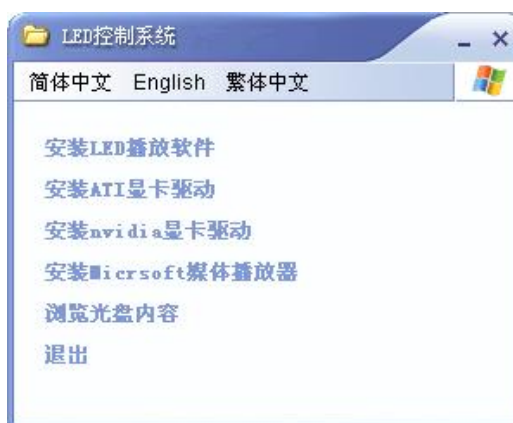 LED控制系统
简体中文 English 繁体中文
安装LED播放软件
安装ATI显卡驱动
安装nvidia显卡驱动
安装Micrsoft媒体播放器
浏览光盘内容
退出